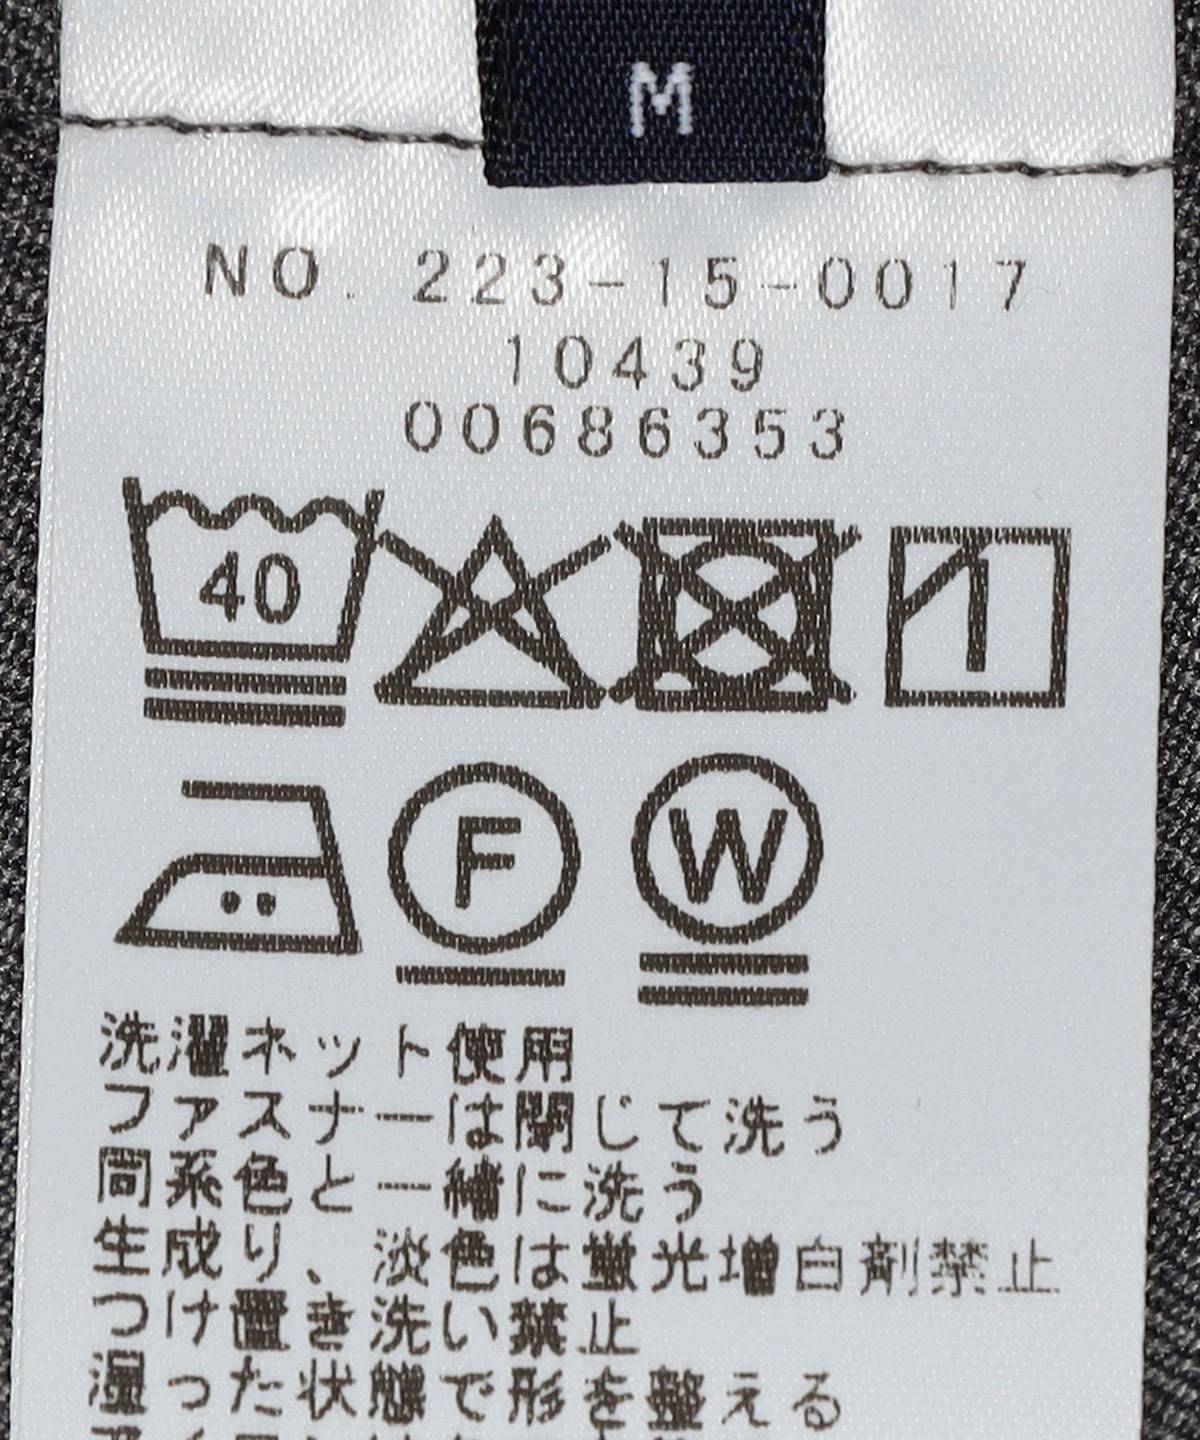 M
NO. 223-15-0017
10439
00686353
40
F W
洗濯ネット使用
ファスナーは閉じて洗う
同系色と一緒に洗う
生成り、淡色は蛍光増白剤禁止
つけ置き洗い禁止
湿った状態で形を整える